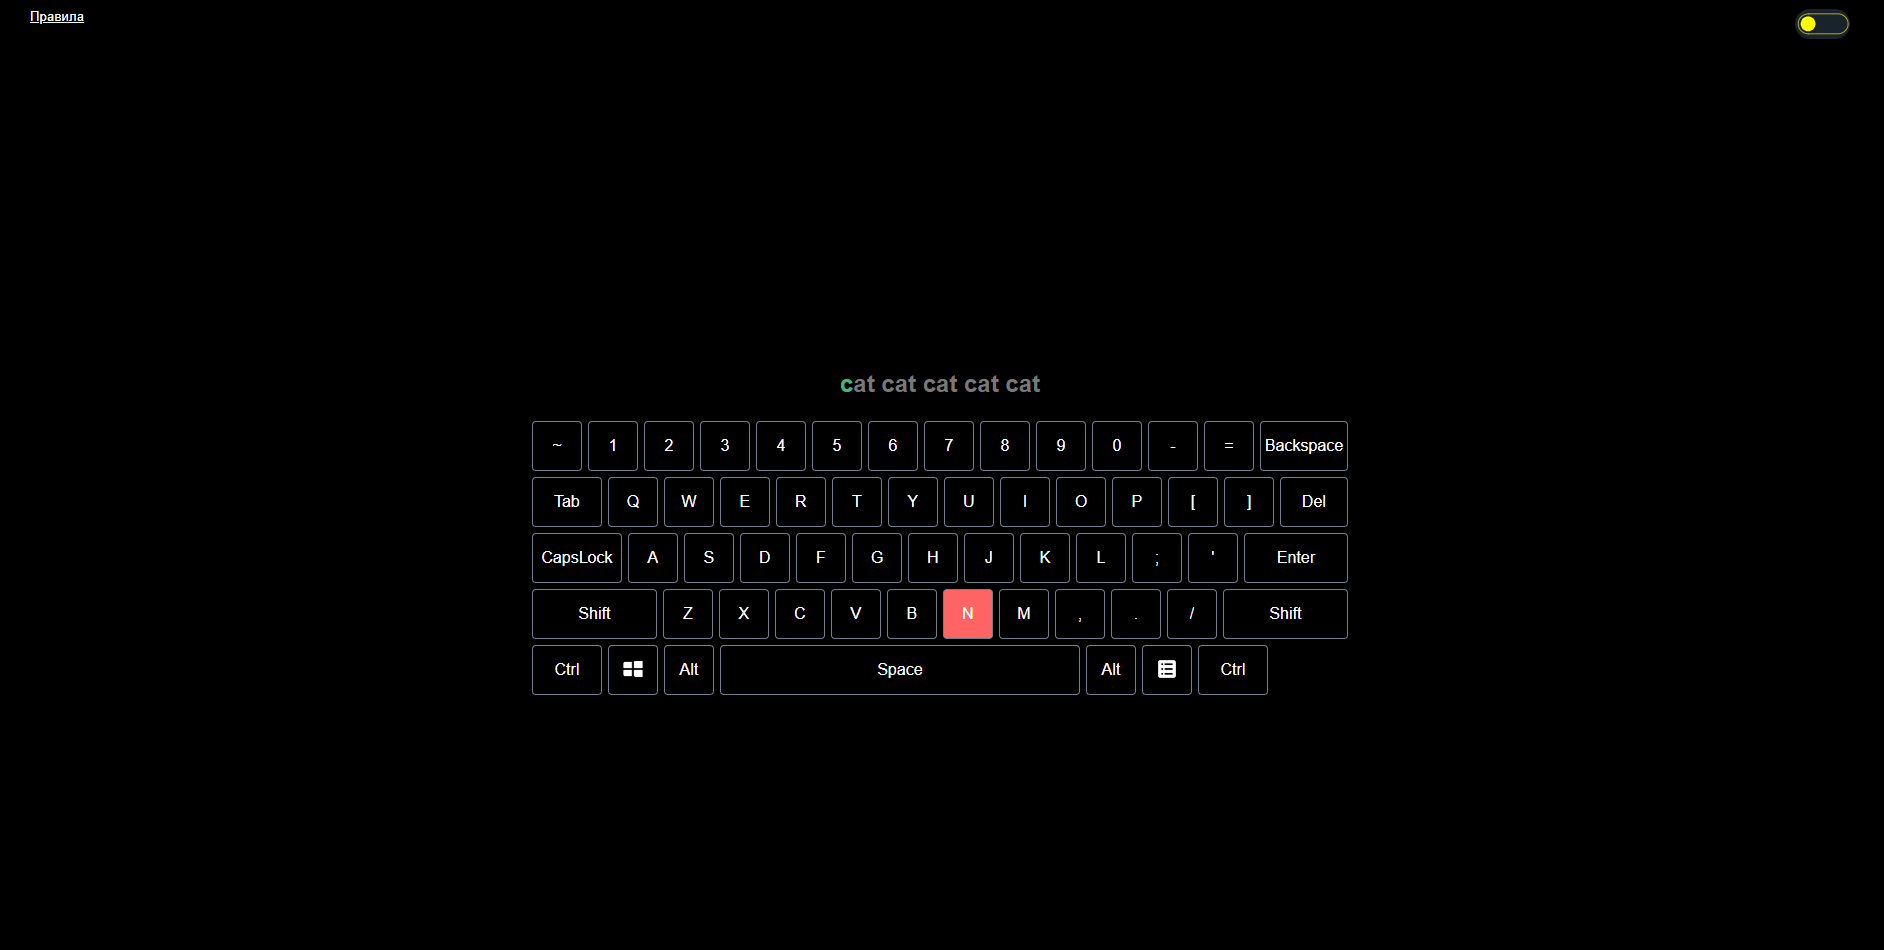 Правила
cat cat cat cat cat
~ 1 2 3 4 5 6 7 8 9 0 - = Backspace
Tab Q W E R T Y U I O P [ ] Del
CapsLock A S D F G H J K L ; ' Enter
Shift Z X C V B N M , . / Shift
Ctrl Alt Space Alt Ctrl